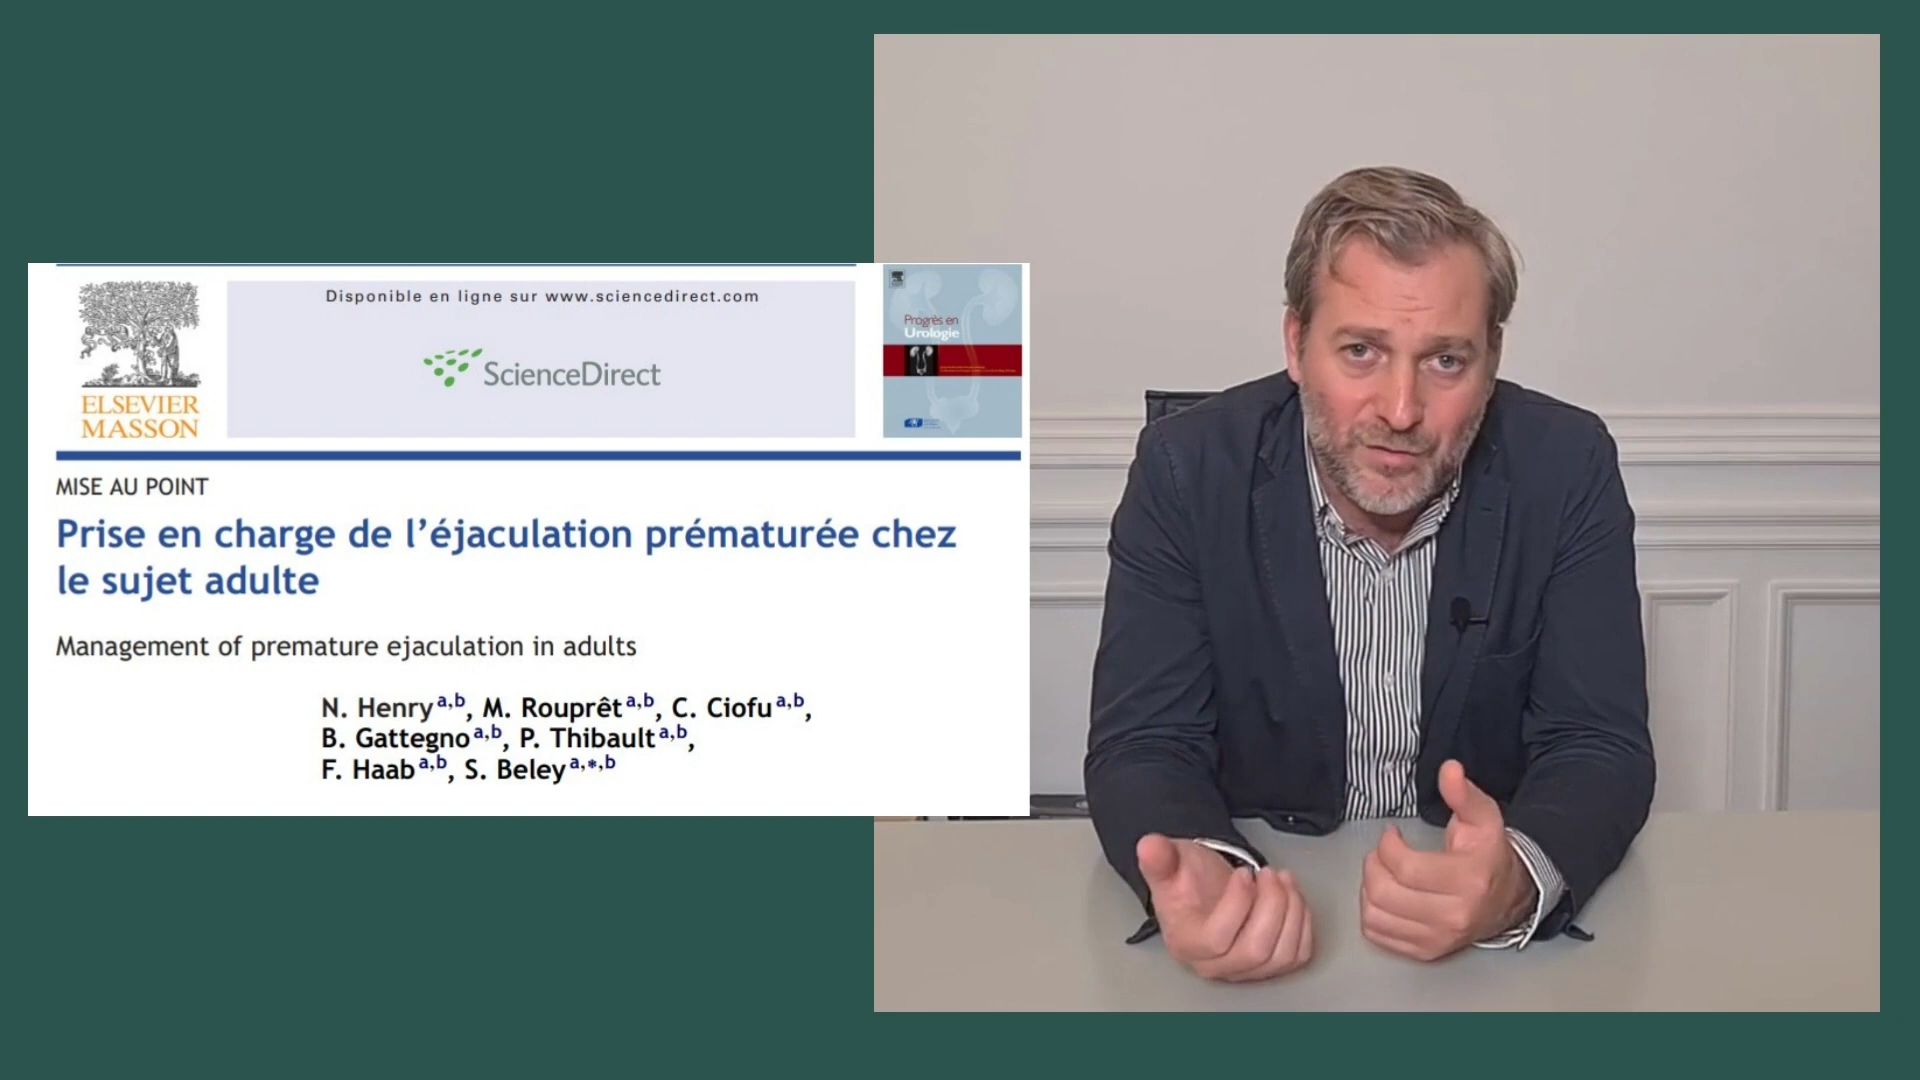 Disponible en ligne sur www.sciencedirect.com
ScienceDirect
ELSEVIER
MASSON
Progrès en
Urologie
MISE AU POINT
Prise en charge de l’éjaculation prématurée chez
le sujet adulte
Management of premature ejaculation in adults
N. Henry a,b, M. Rouprêt a,b, C. Ciofu a,b,
B. Gattegno a,b, P. Thibault a,b,
F. Haab a,b, S. Beley a,*,b